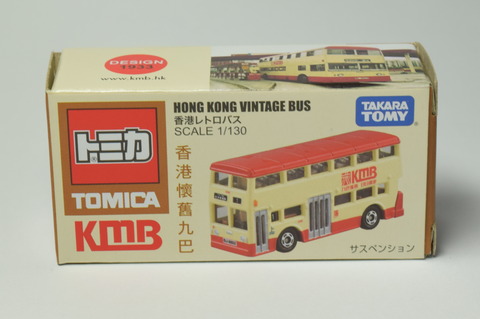 DESIGN
1933
www.kmb.hk
HONG KONG VINTAGE BUS
香港レトロバス
SCALE 1/130
TAKARA
TOMY
トミカ
TOMICA
KMB
香港懷舊九巴
KMB
サスペンション